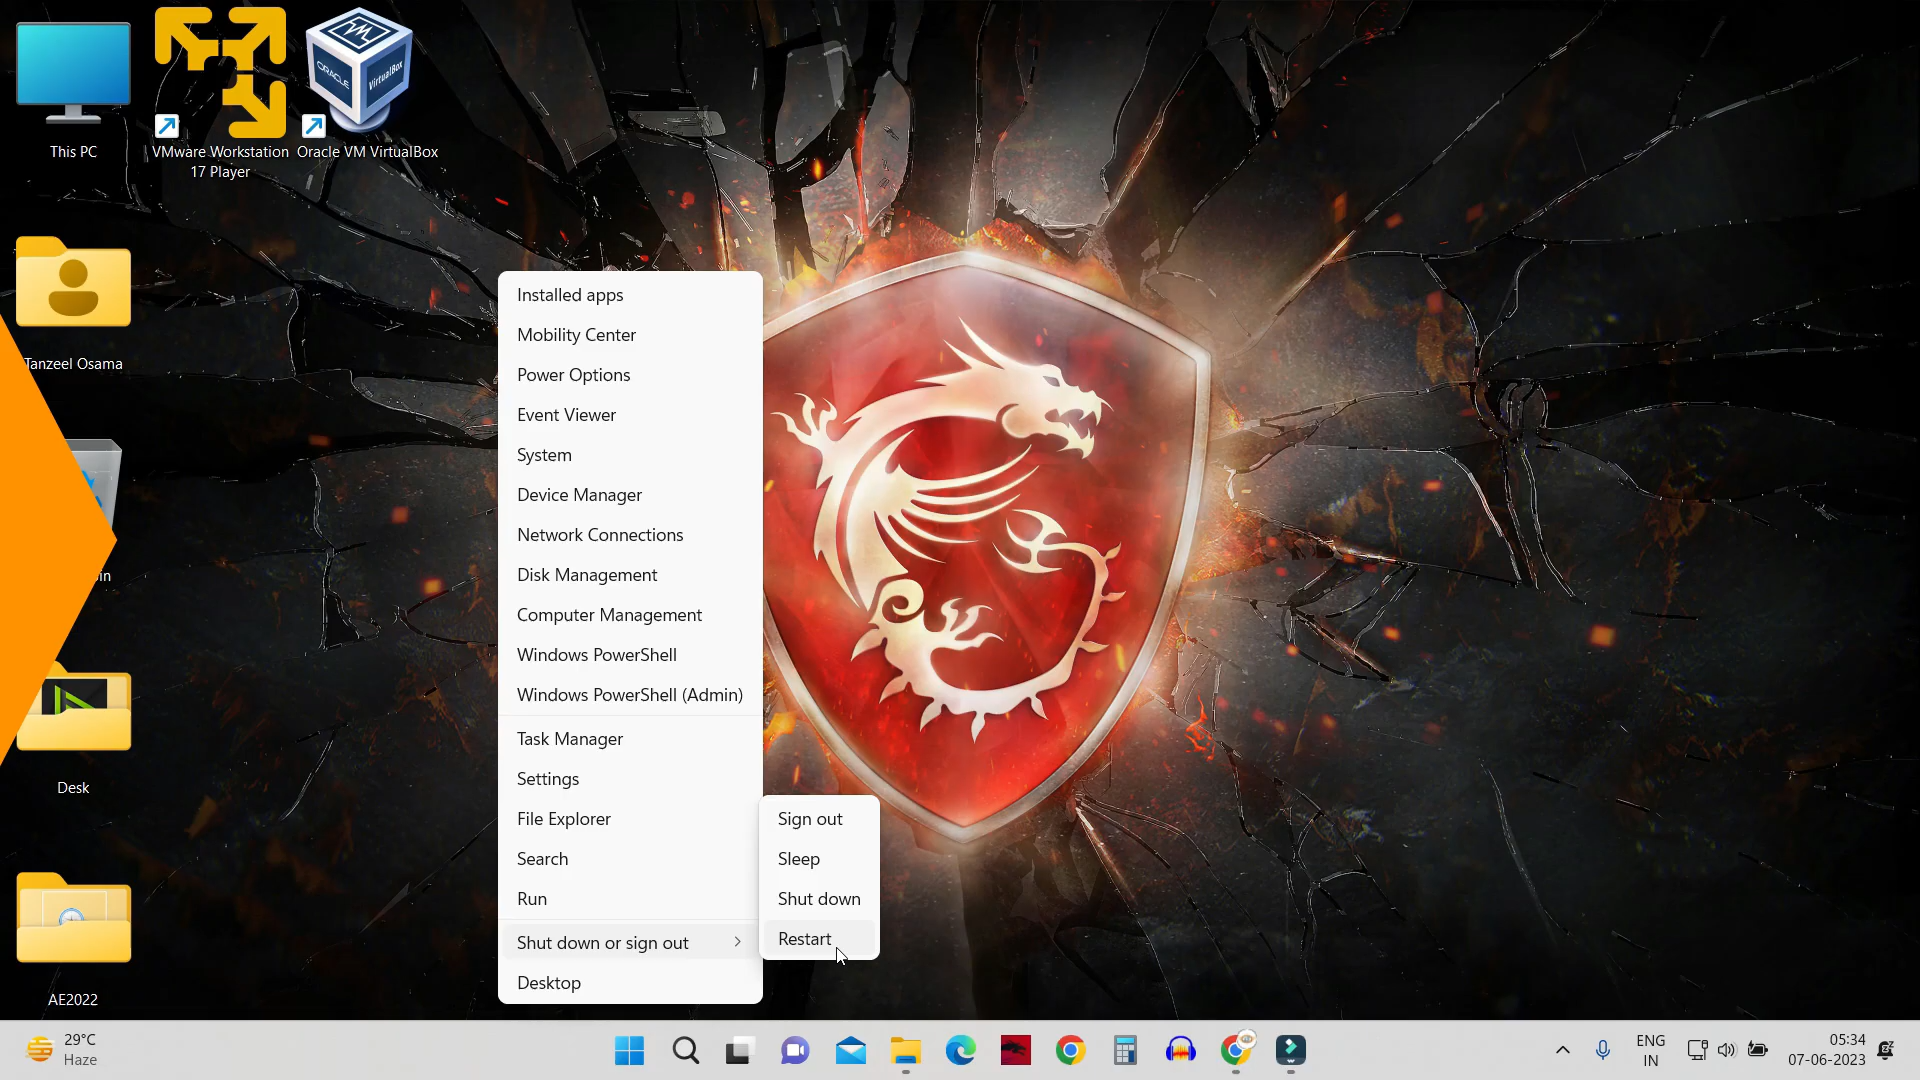 This PC
VMware Workstation
17 Player
Oracle VM VirtualBox
ORACLE
VirtualBox
Tanzeel Osama
in
Desk
AE2022
Installed apps
Mobility Center
Power Options
Event Viewer
System
Device Manager
Network Connections
Disk Management
Computer Management
Windows PowerShell
Windows PowerShell (Admin)
Task Manager
Settings
File Explorer
Search
Run
Shut down or sign out
Desktop
Sign out
Sleep
Shut down
Restart
29°C
Haze
ENG
IN
05:34
07-06-2023